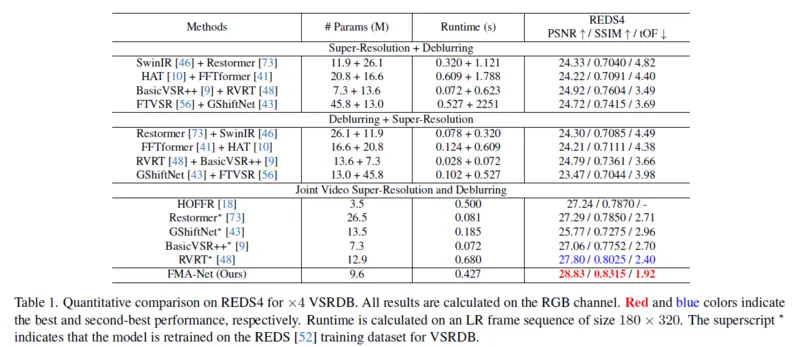 Methods # Params (M) Runtime (s) REDS4
PSNR ↑ / SSIM ↑ / tOF ↓
Super-Resolution + Deblurring
SwinIR [46] + Restormer [73] 11.9 + 26.1 0.320 + 1.121 24.33 / 0.7040 / 4.82
HAT [10] + FFTformer [41] 20.8 + 16.6 0.609 + 1.788 24.22 / 0.7091 / 4.40
BasicVSR++ [9] + RVRT [48] 7.3 + 13.6 0.072 + 0.623 24.92 / 0.7604 / 3.49
FTVSR [56] + GShiftNet [43] 45.8 + 13.0 0.527 + 2251 24.72 / 0.7415 / 3.69
Deblurring + Super-Resolution
Restormer [73] + SwinIR [46] 26.1 + 11.9 0.078 + 0.320 24.30 / 0.7085 / 4.49
FFTformer [41] + HAT [10] 16.6 + 20.8 0.124 + 0.609 24.21 / 0.7111 / 4.38
RVRT [48] + BasicVSR++ [9] 13.6 + 7.3 0.028 + 0.072 24.79 / 0.7361 / 3.66
GShiftNet [43] + FTVSR [56] 13.0 + 45.8 0.102 + 0.527 23.47 / 0.7044 / 3.98
Joint Video Super-Resolution and Deblurring
HOFFR [18] 3.5 0.500 27.24 / 0.7870 / -
Restormer* [73] 26.5 0.081 27.29 / 0.7850 / 2.71
GShiftNet* [43] 13.5 0.185 25.77 / 0.7275 / 2.96
BasicVSR++* [9] 7.3 0.072 27.06 / 0.7752 / 2.70
RVRT* [48] 12.9 0.680 27.80 / 0.8025 / 2.40
FMA-Net (Ours) 9.6 0.427 28.83 / 0.8315 / 1.92
Table 1. Quantitative comparison on REDS4 for ×4 VSRDB. All results are calculated on the RGB channel. Red and blue colors indicate
the best and second-best performance, respectively. Runtime is calculated on an LR frame sequence of size 180 × 320. The superscript *
indicates that the model is retrained on the REDS [52] training dataset for VSRDB.